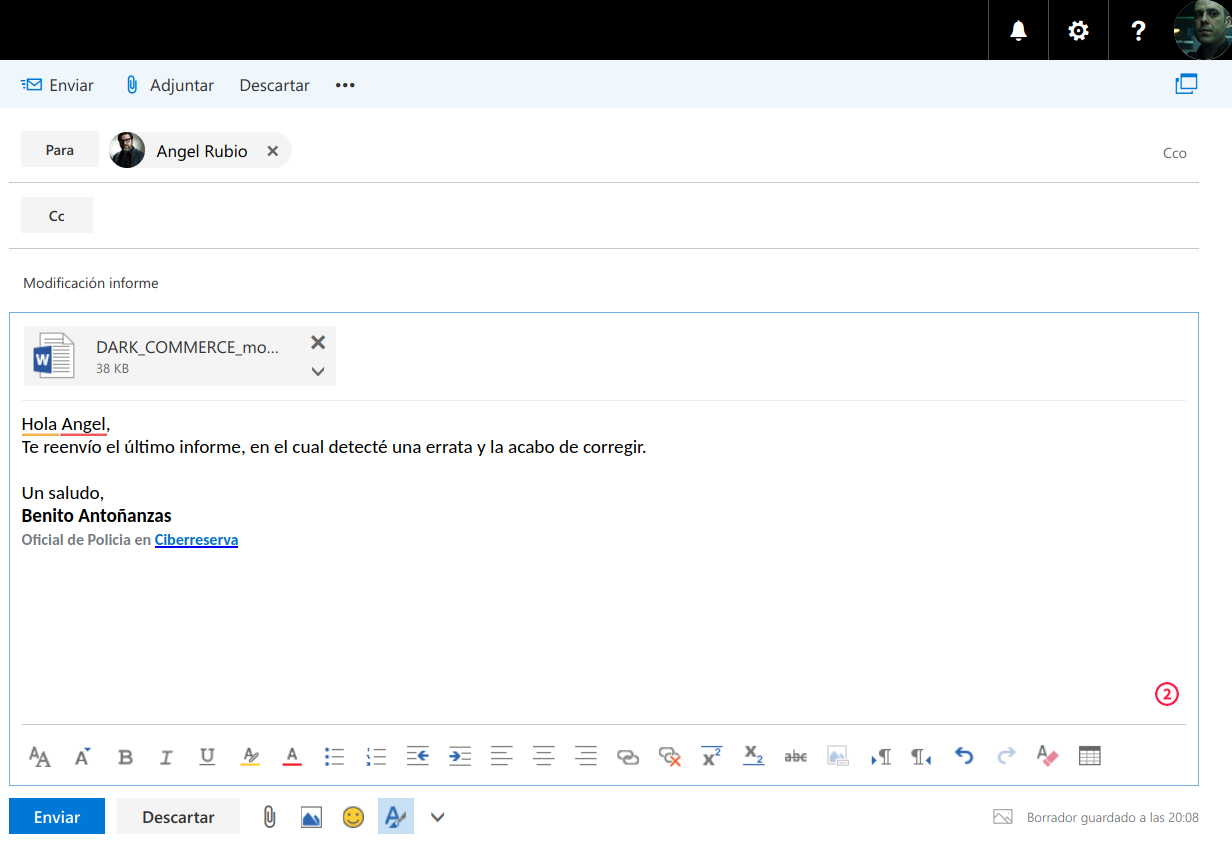 Enviar Adjuntar Descartar •••
Para Angel Rubio Cco
Cc
Modificación informe
DARK_COMMERCE_mo...
38 KB
Hola Angel,
Te reenvío el último informe, en el cual detecté una errata y la acabo de corregir.
Un saludo,
Benito Antoñanzas
Oficial de Policia en Ciberreserva
2
Enviar Descartar Borrador guardado a las 20:08